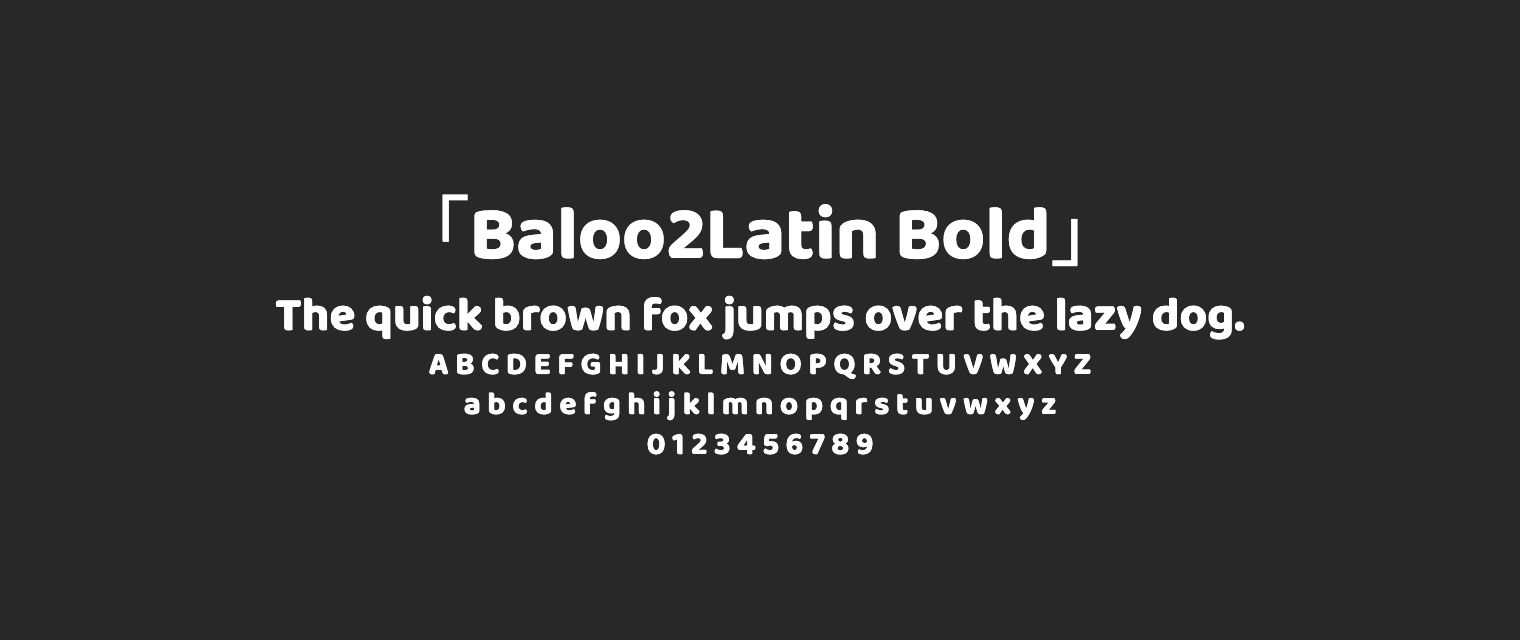 「Baloo2Latin Bold」
The quick brown fox jumps over the lazy dog.
A B C D E F G H I J K L M N O P Q R S T U V W X Y Z
a b c d e f g h i j k l m n o p q r s t u v w x y z
0 1 2 3 4 5 6 7 8 9